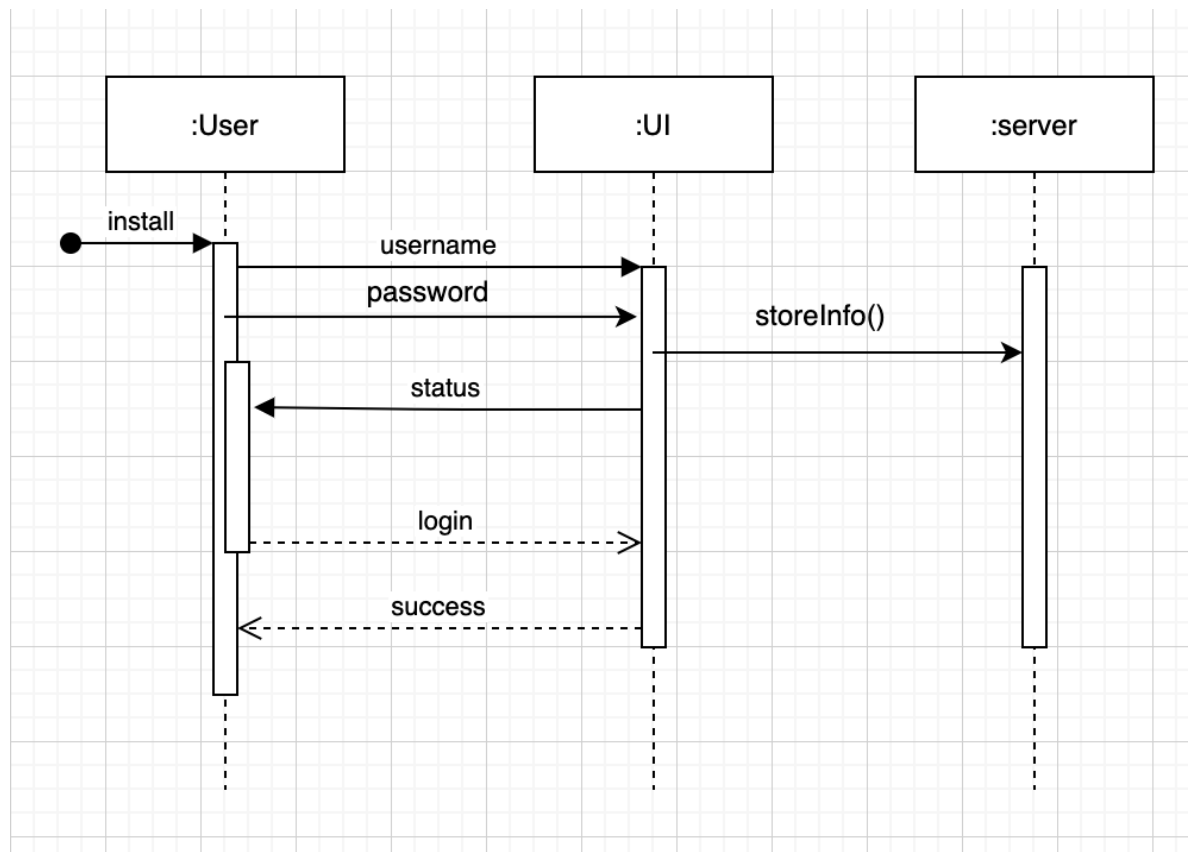 :User
:UI
:server
install
username
password
storeInfo()
status
login
success